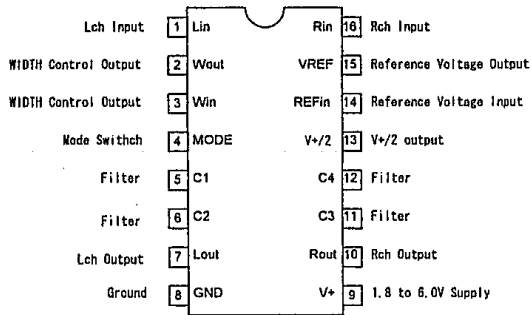 Lch Input 1 Lin Rin 16 Rch Input
WIDTH Control Output 2 Wout VREF 15 Reference Voltage Output
WIDTH Control Output 3 Win REFin 14 Reference Voltage Input
Mode Swithch 4 MODE V+/2 13 V+/2 output
Filter 5 C1 C4 12 Filter
Filter 6 C2 C3 11 Filter
Lch Output 7 Lout Rout 10 Rch Output
Ground 8 GND V+ 9 1.8 to 6.0V Supply